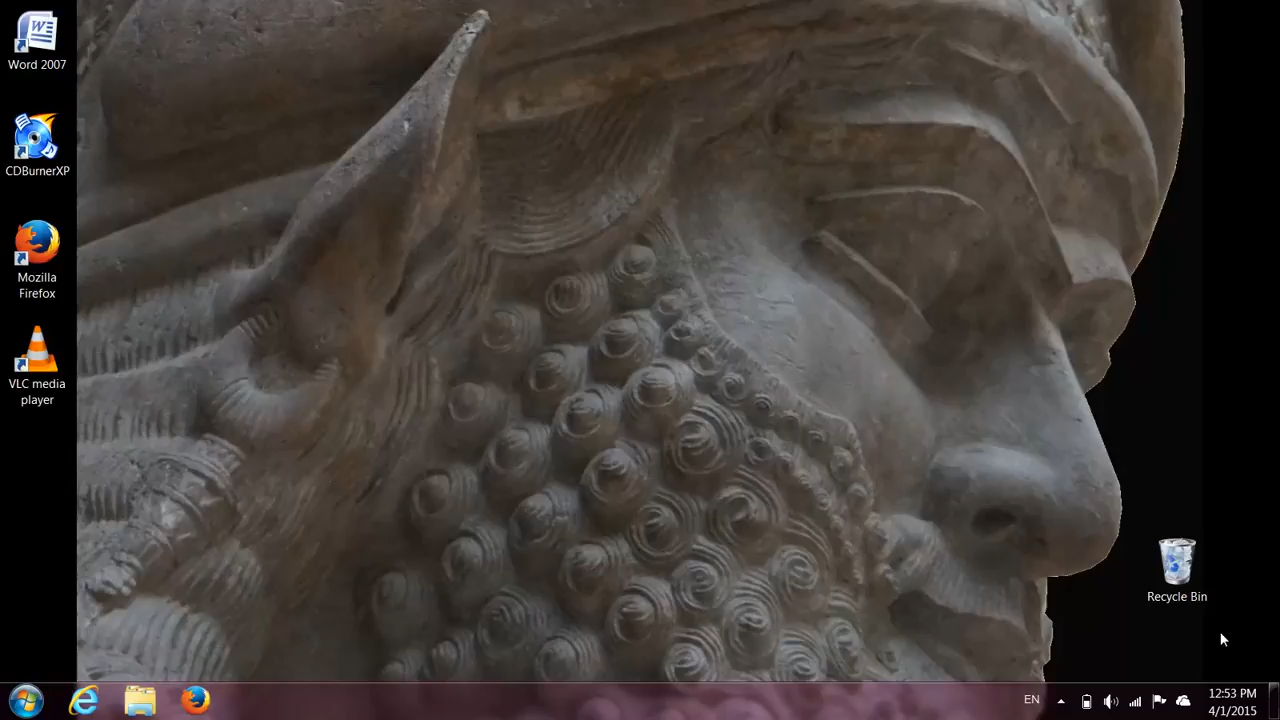 Word 2007
CDBurnerXP
Mozilla
Firefox
VLC media
player
Recycle Bin
EN
12:53 PM
4/1/2015